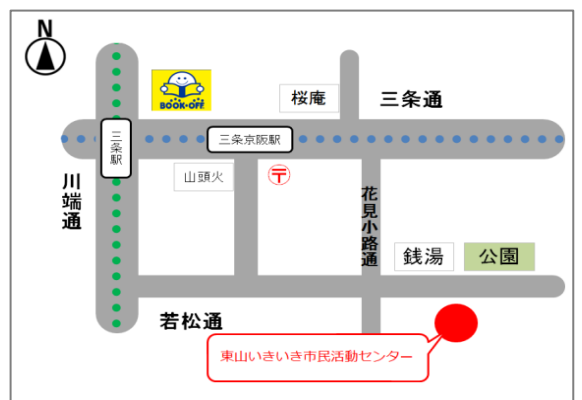 N
BOOK-OFF
桜庵
三条通
三条駅
三条京阪駅
山頭火
〒
川端通
花見小路通
銭湯
公園
若松通
東山いきいき市民活動センター